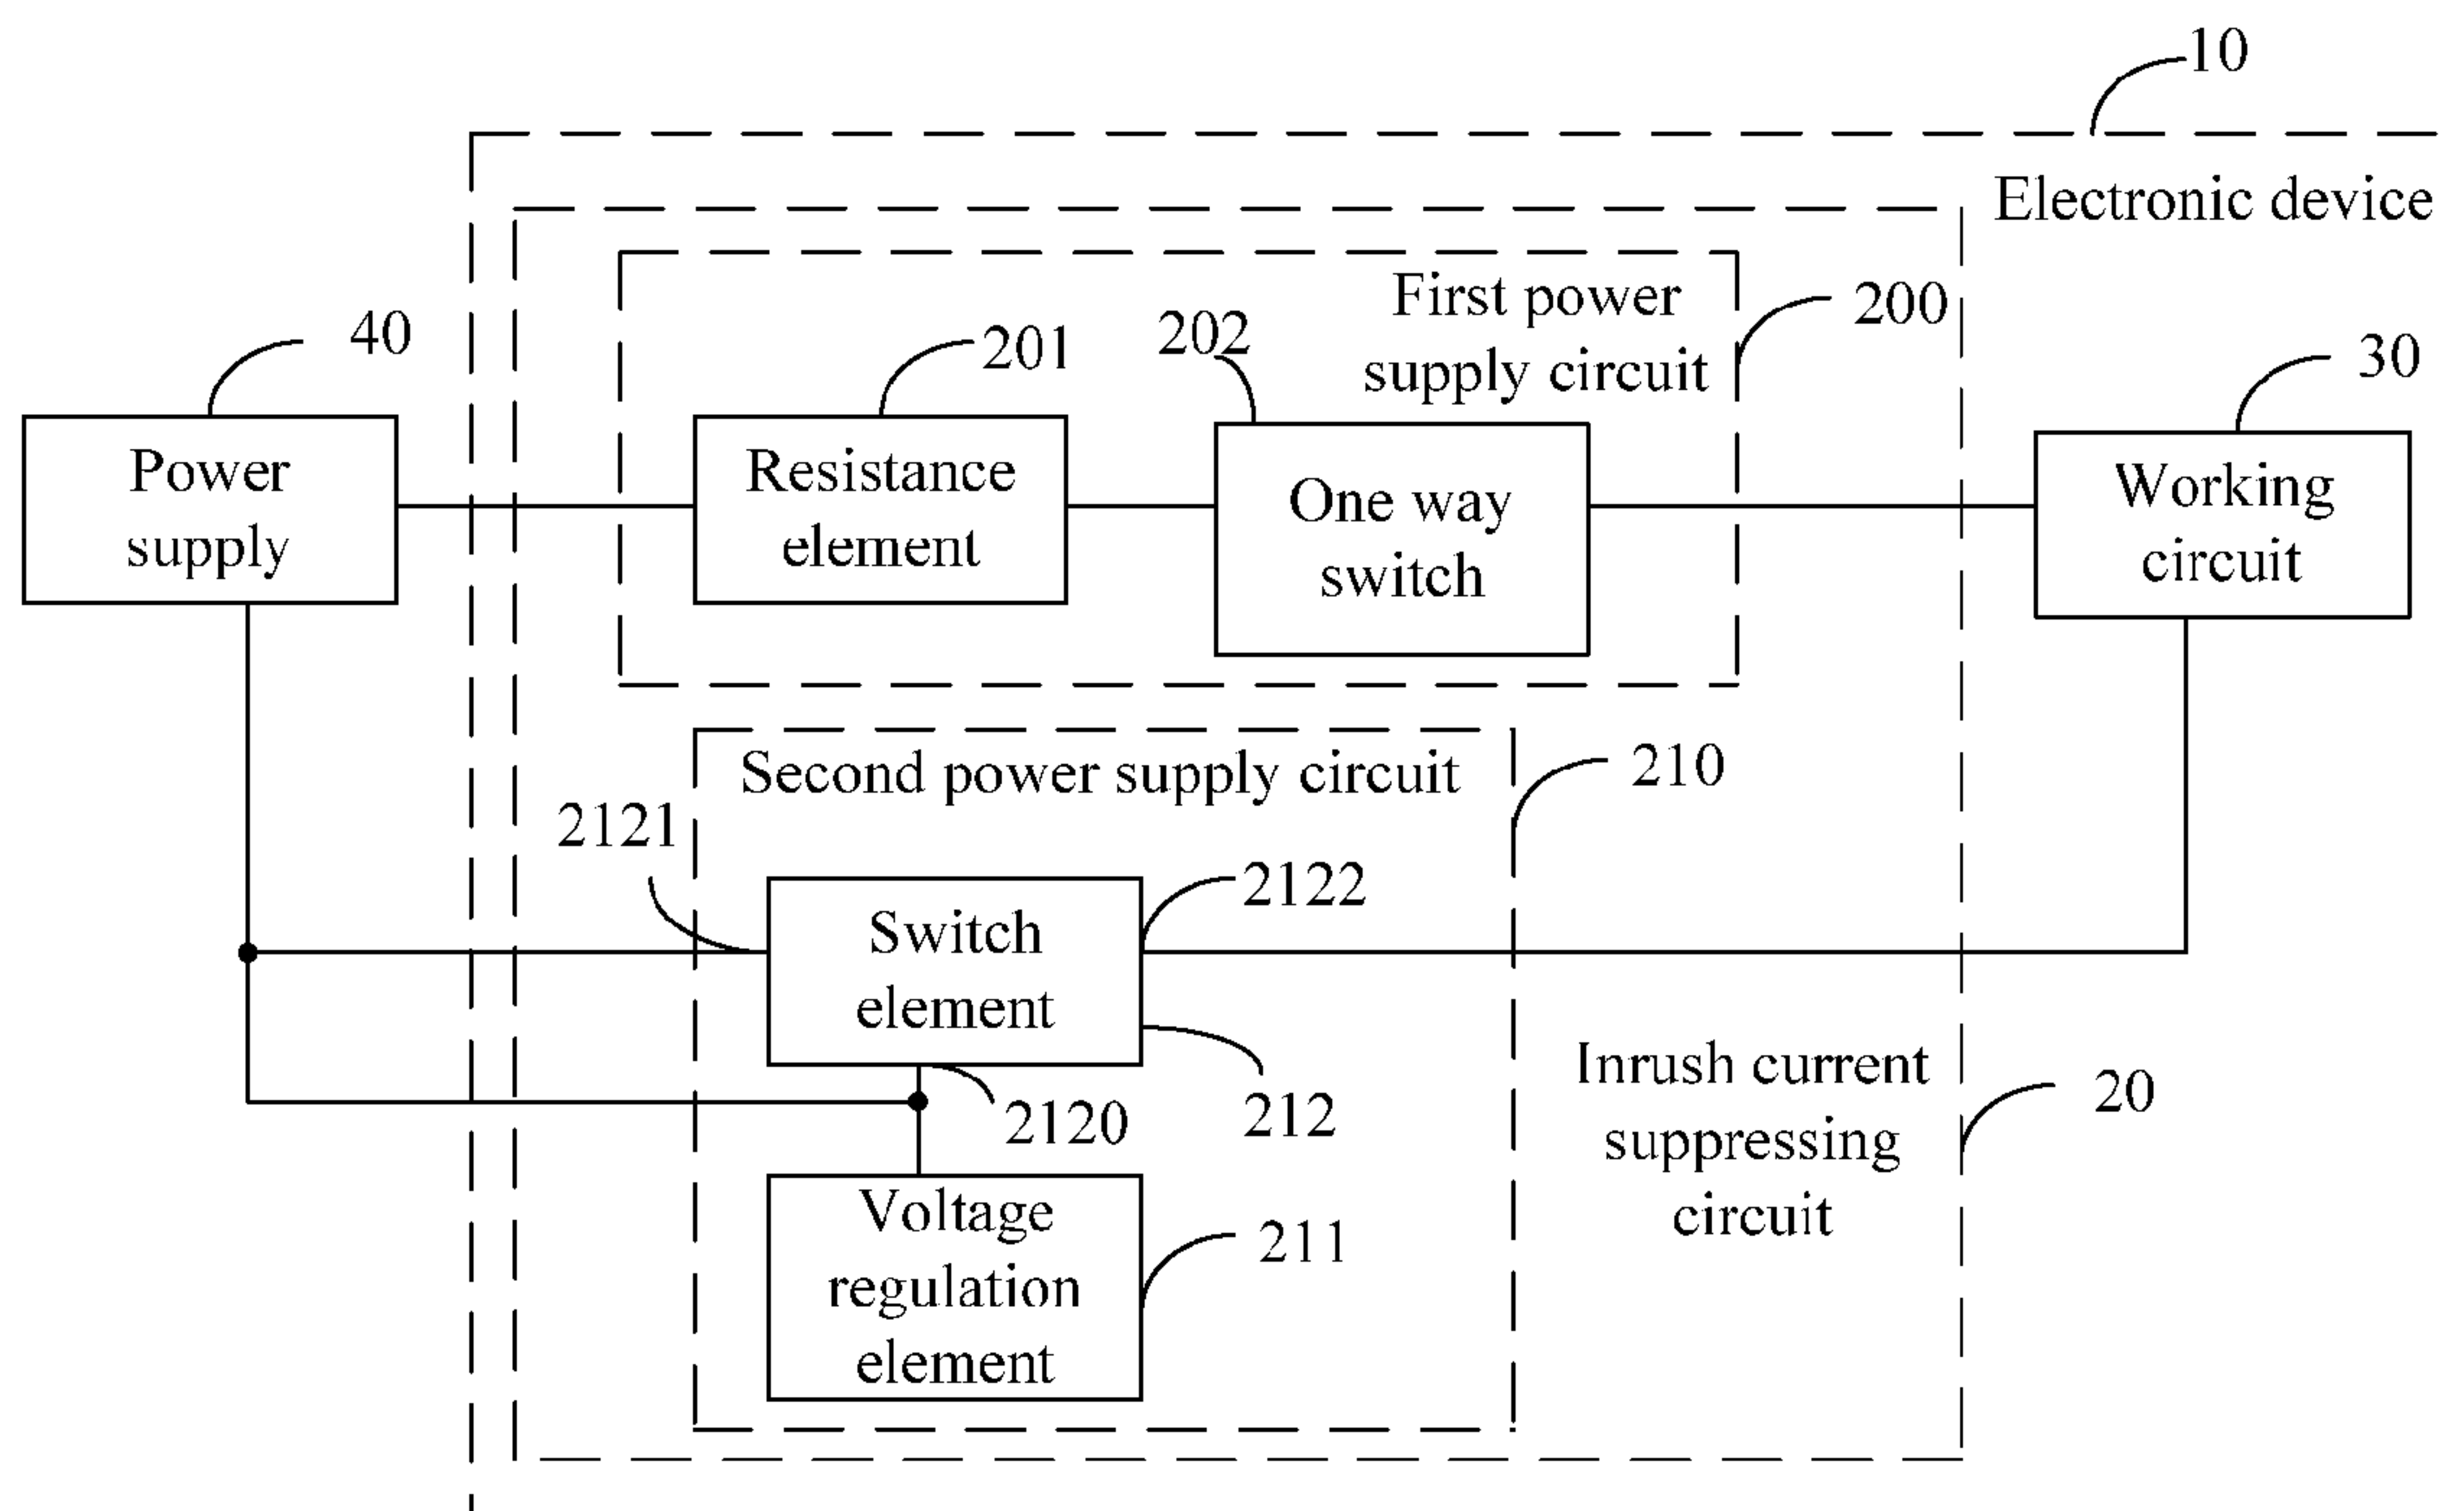 10
Electronic device
First power
supply circuit
200
40
201
202
30
Power
supply
Resistance
element
One way
switch
Working
circuit
Second power supply circuit
210
2121
2122
Switch
element
2120
212
Inrush current
suppressing
circuit
20
Voltage
regulation
element
211